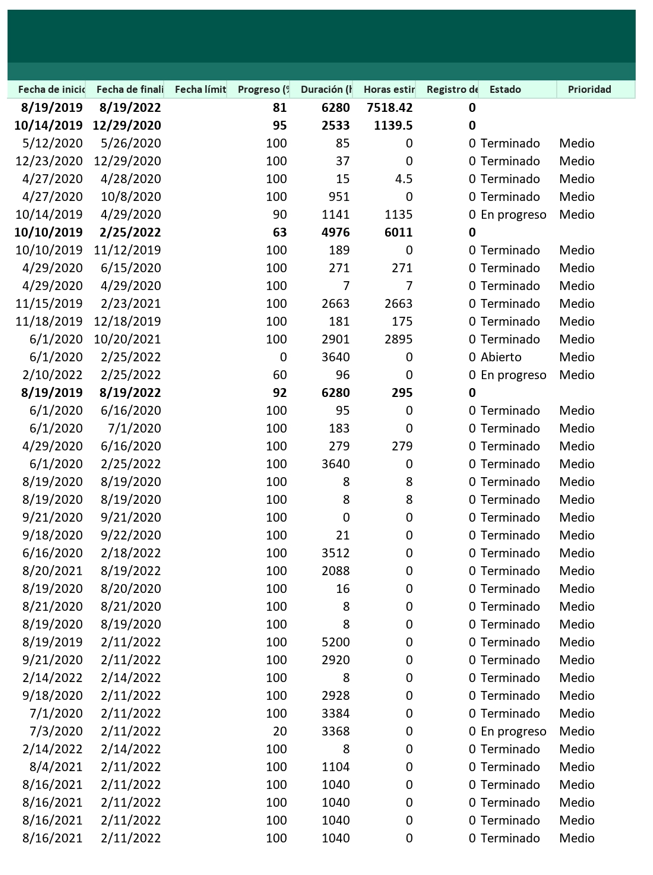 Fecha de inicic Fecha de finali Fecha límit Progreso (% Duración (h Horas estir Registro de Estado Prioridad
8/19/2019 8/19/2022 81 6280 7518.42 0
10/14/2019 12/29/2020 95 2533 1139.5 0
5/12/2020 5/26/2020 100 85 0 0 Terminado Medio
12/23/2020 12/29/2020 100 37 0 0 Terminado Medio
4/27/2020 4/28/2020 100 15 4.5 0 Terminado Medio
4/27/2020 10/8/2020 100 951 0 0 Terminado Medio
10/14/2019 4/29/2020 90 1141 1135 0 En progreso Medio
10/10/2019 2/25/2022 63 4976 6011 0
10/10/2019 11/12/2019 100 189 0 0 Terminado Medio
4/29/2020 6/15/2020 100 271 271 0 Terminado Medio
4/29/2020 4/29/2020 100 7 7 0 Terminado Medio
11/15/2019 2/23/2021 100 2663 2663 0 Terminado Medio
11/18/2019 12/18/2019 100 181 175 0 Terminado Medio
6/1/2020 10/20/2021 100 2901 2895 0 Terminado Medio
6/1/2020 2/25/2022 0 3640 0 0 Abierto Medio
2/10/2022 2/25/2022 60 96 0 0 En progreso Medio
8/19/2019 8/19/2022 92 6280 295 0
6/1/2020 6/16/2020 100 95 0 0 Terminado Medio
6/1/2020 7/1/2020 100 183 0 0 Terminado Medio
4/29/2020 6/16/2020 100 279 279 0 Terminado Medio
6/1/2020 2/25/2022 100 3640 0 0 Terminado Medio
8/19/2020 8/19/2020 100 8 8 0 Terminado Medio
8/19/2020 8/19/2020 100 8 8 0 Terminado Medio
9/21/2020 9/21/2020 100 0 0 0 Terminado Medio
9/18/2020 9/22/2020 100 21 0 0 Terminado Medio
6/16/2020 2/18/2022 100 3512 0 0 Terminado Medio
8/20/2021 8/19/2022 100 2088 0 0 Terminado Medio
8/19/2020 8/20/2020 100 16 0 0 Terminado Medio
8/21/2020 8/21/2020 100 8 0 0 Terminado Medio
8/19/2020 8/19/2020 100 8 0 0 Terminado Medio
8/19/2019 2/11/2022 100 5200 0 0 Terminado Medio
9/21/2020 2/11/2022 100 2920 0 0 Terminado Medio
2/14/2022 2/14/2022 100 8 0 0 Terminado Medio
9/18/2020 2/11/2022 100 2928 0 0 Terminado Medio
7/1/2020 2/11/2022 100 3384 0 0 Terminado Medio
7/3/2020 2/11/2022 20 3368 0 0 En progreso Medio
2/14/2022 2/14/2022 100 8 0 0 Terminado Medio
8/4/2021 2/11/2022 100 1104 0 0 Terminado Medio
8/16/2021 2/11/2022 100 1040 0 0 Terminado Medio
8/16/2021 2/11/2022 100 1040 0 0 Terminado Medio
8/16/2021 2/11/2022 100 1040 0 0 Terminado Medio
8/16/2021 2/11/2022 100 1040 0 0 Terminado Medio